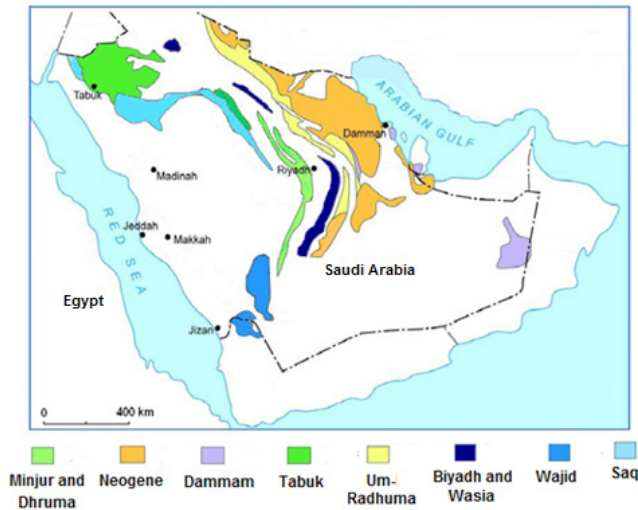 Tabuk
ARABIAN GULF
Damman
Riyadh
Madinah
RED SEA
Jeddah
Makkah
Saudi Arabia
Egypt
Jizan
0 400 km
Minjur and
Dhruma
Neogene
Dammam
Tabuk
Um-
Radhuma
Biyadh and
Wasia
Wajid
Saq